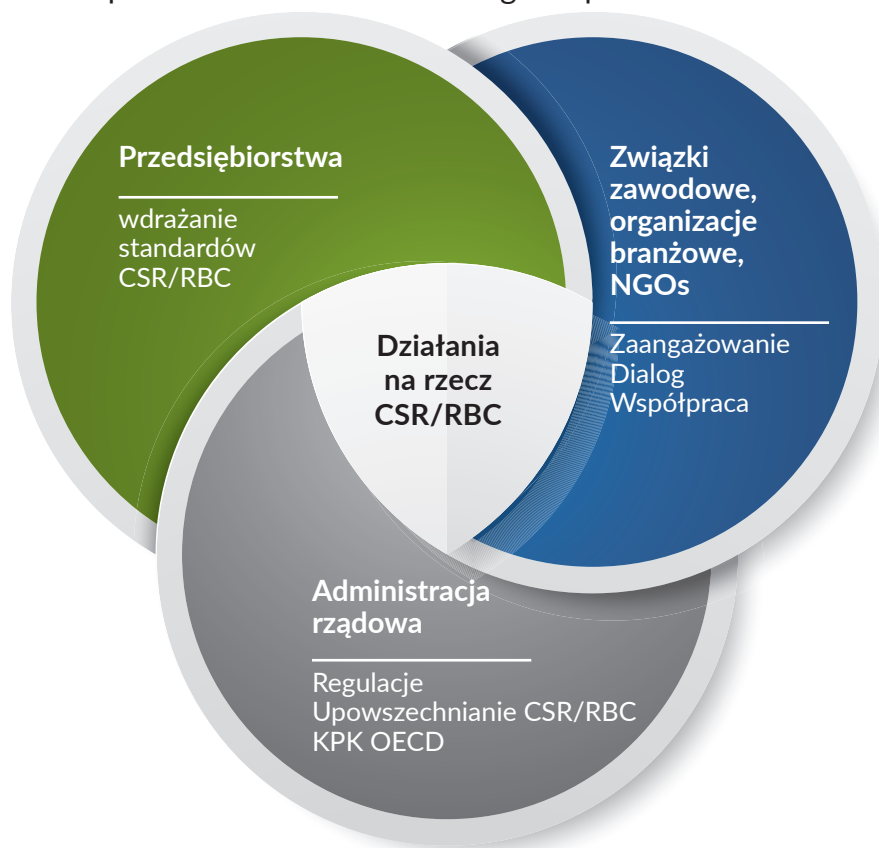 Przedsiębiorstwa
wdrażanie
standardów
CSR/RBC
Związki
zawodowe,
organizacje
branżowe,
NGOs
Zaangażowanie
Dialog
Współpraca
Działania
na rzecz
CSR/RBC
Administracja
rządowa
Regulacje
Upowszechnianie CSR/RBC
KPK OECD